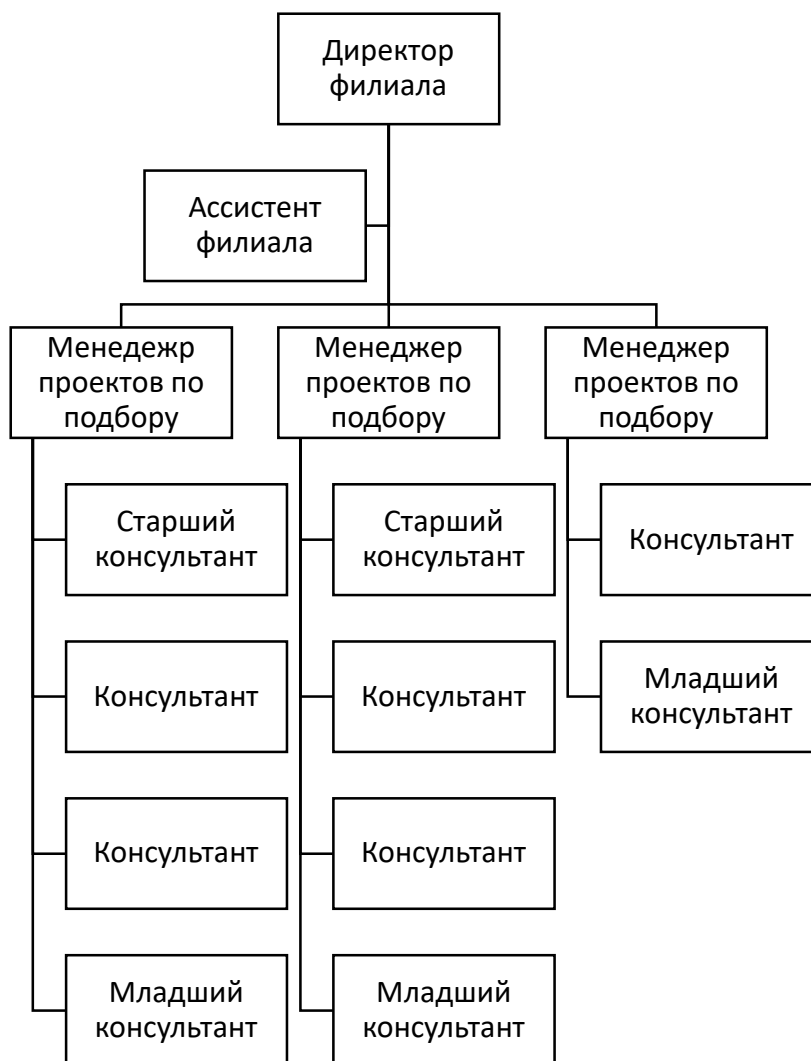 Директор
филиала
Ассистент
филиала
Менедежр
проектов по
подбору
Менеджер
проектов по
подбору
Менеджер
проектов по
подбору
Старший
консультант
Старший
консультант
Консультант
Консультант
Консультант
Младший
консультант
Консультант
Консультант
Младший
консультант
Младший
консультант